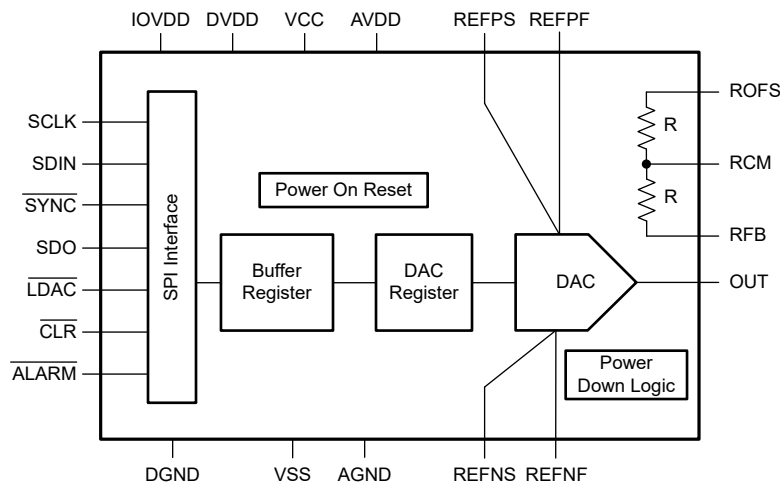 IOVDD DVDD VCC AVDD REFPS REFPF
ROFS
SCLK
R
SDIN
RCM
Power On Reset
SYNC
R
RFB
SDO
SPI Interface
Buffer
Register
DAC
Register
DAC
OUT
LDAC
CLR
Power
Down Logic
ALARM
DGND VSS AGND REFNS REFNF